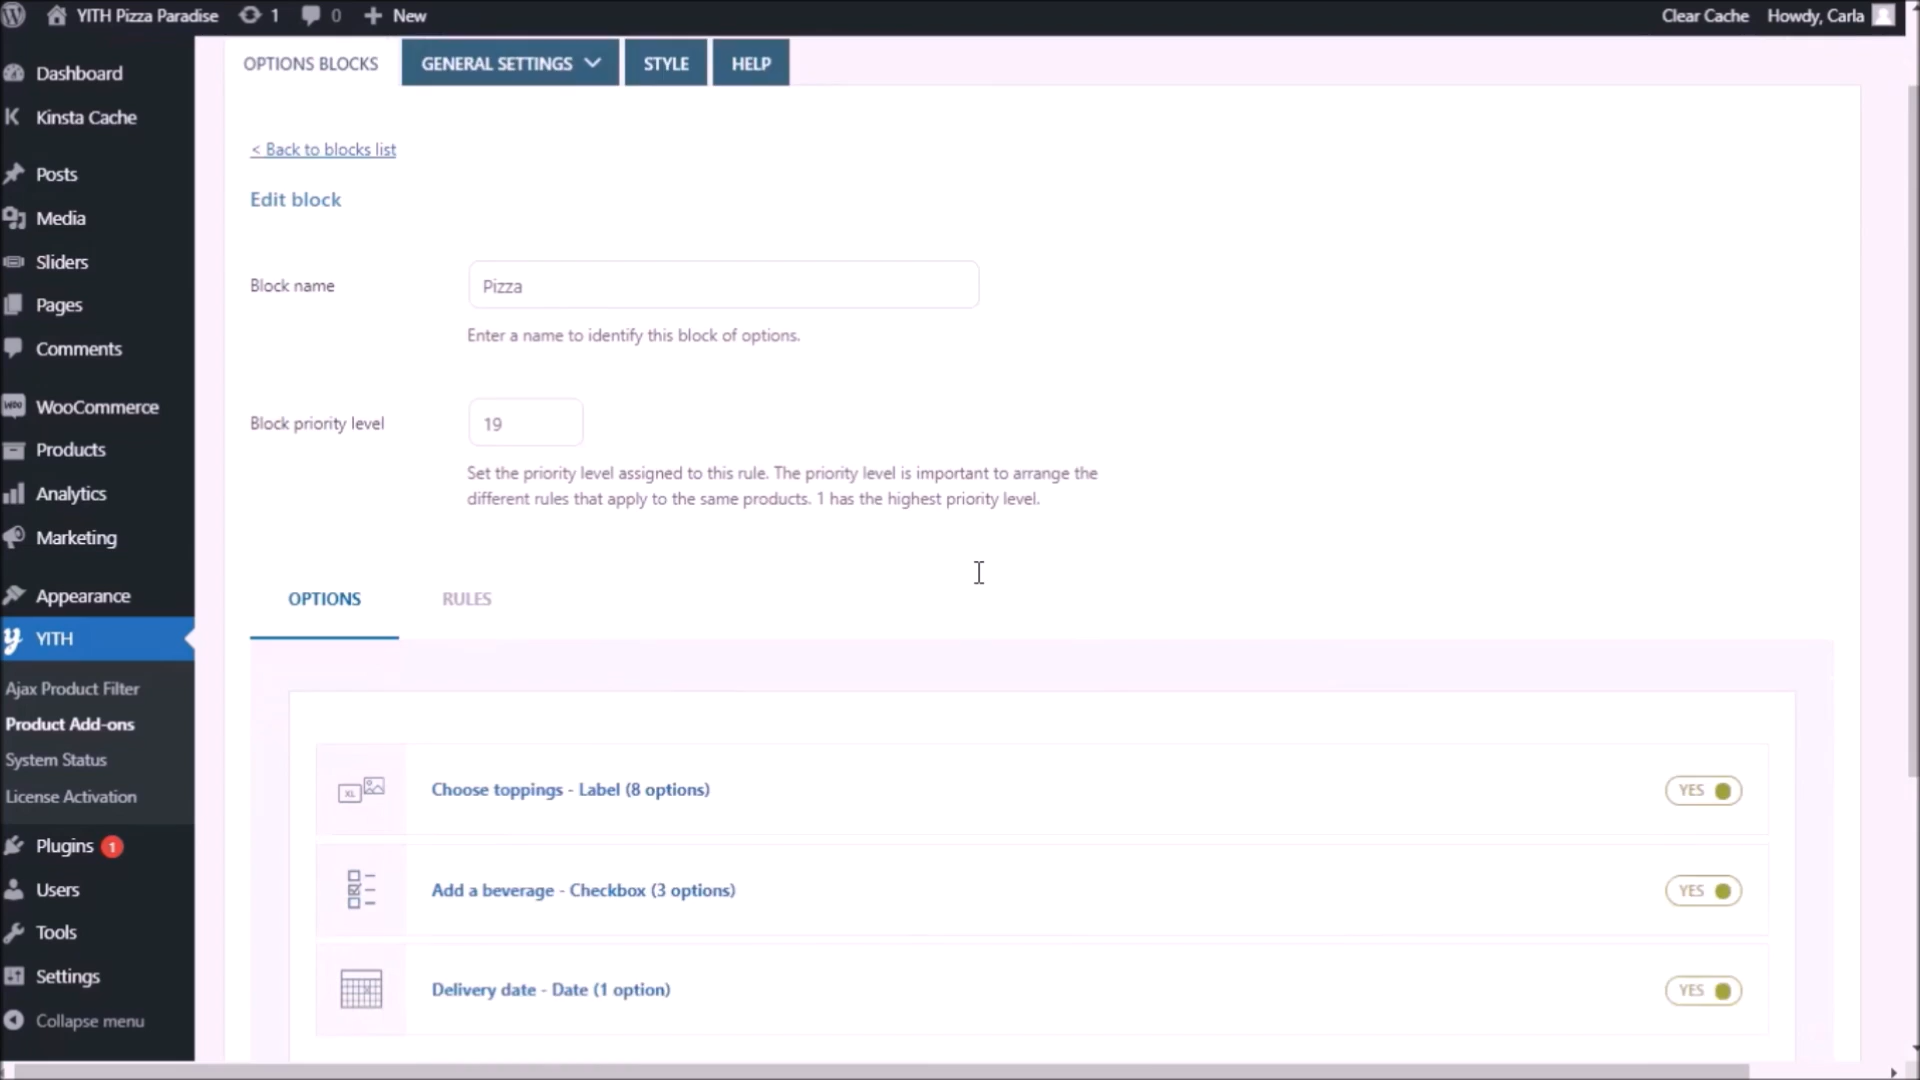 YITH Pizza Paradise 1 0 New Clear Cache Howdy, Carla
Dashboard
Kinsta Cache
Posts
Media
Sliders
Pages
Comments
WooCommerce
Products
Analytics
Marketing
Appearance
YITH
Ajax Product Filter
Product Add-ons
System Status
License Activation
Plugins 1
Users
Tools
Settings
Collapse menu
OPTIONS BLOCKS GENERAL SETTINGS STYLE HELP
< Back to blocks list
Edit block
Block name Pizza
Enter a name to identify this block of options.
Block priority level 19
Set the priority level assigned to this rule. The priority level is important to arrange the
different rules that apply to the same products. 1 has the highest priority level.
OPTIONS RULES
XL Choose toppings - Label (8 options) YES
Add a beverage - Checkbox (3 options) YES
Delivery date - Date (1 option) YES